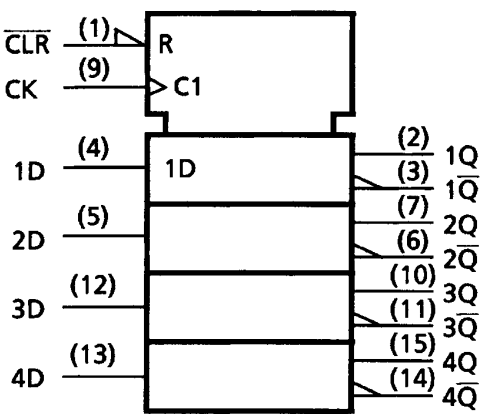 C̅L̅R̅ (1) R
CK (9) C1
1D (4) 1D (2) 1Q
(3) 1Q̅
2D (5) (7) 2Q
(6) 2Q̅
3D (12) (10) 3Q
(11) 3Q̅
4D (13) (15) 4Q
(14) 4Q̅